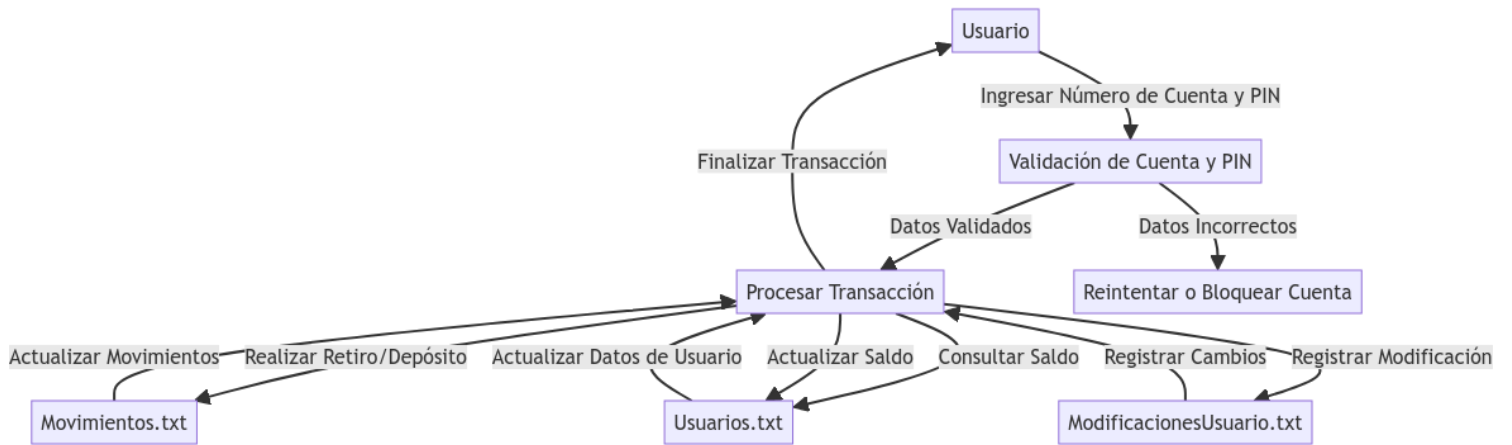 Usuario
Ingresar Número de Cuenta y PIN
Validación de Cuenta y PIN
Finalizar Transacción
Datos Validados
Datos Incorrectos
Procesar Transacción
Reintentar o Bloquear Cuenta
Actualizar Movimientos
Realizar Retiro/Depósito
Actualizar Datos de Usuario
Actualizar Saldo
Consultar Saldo
Registrar Cambios
Registrar Modificación
Movimientos.txt
Usuarios.txt
ModificacionesUsuario.txt